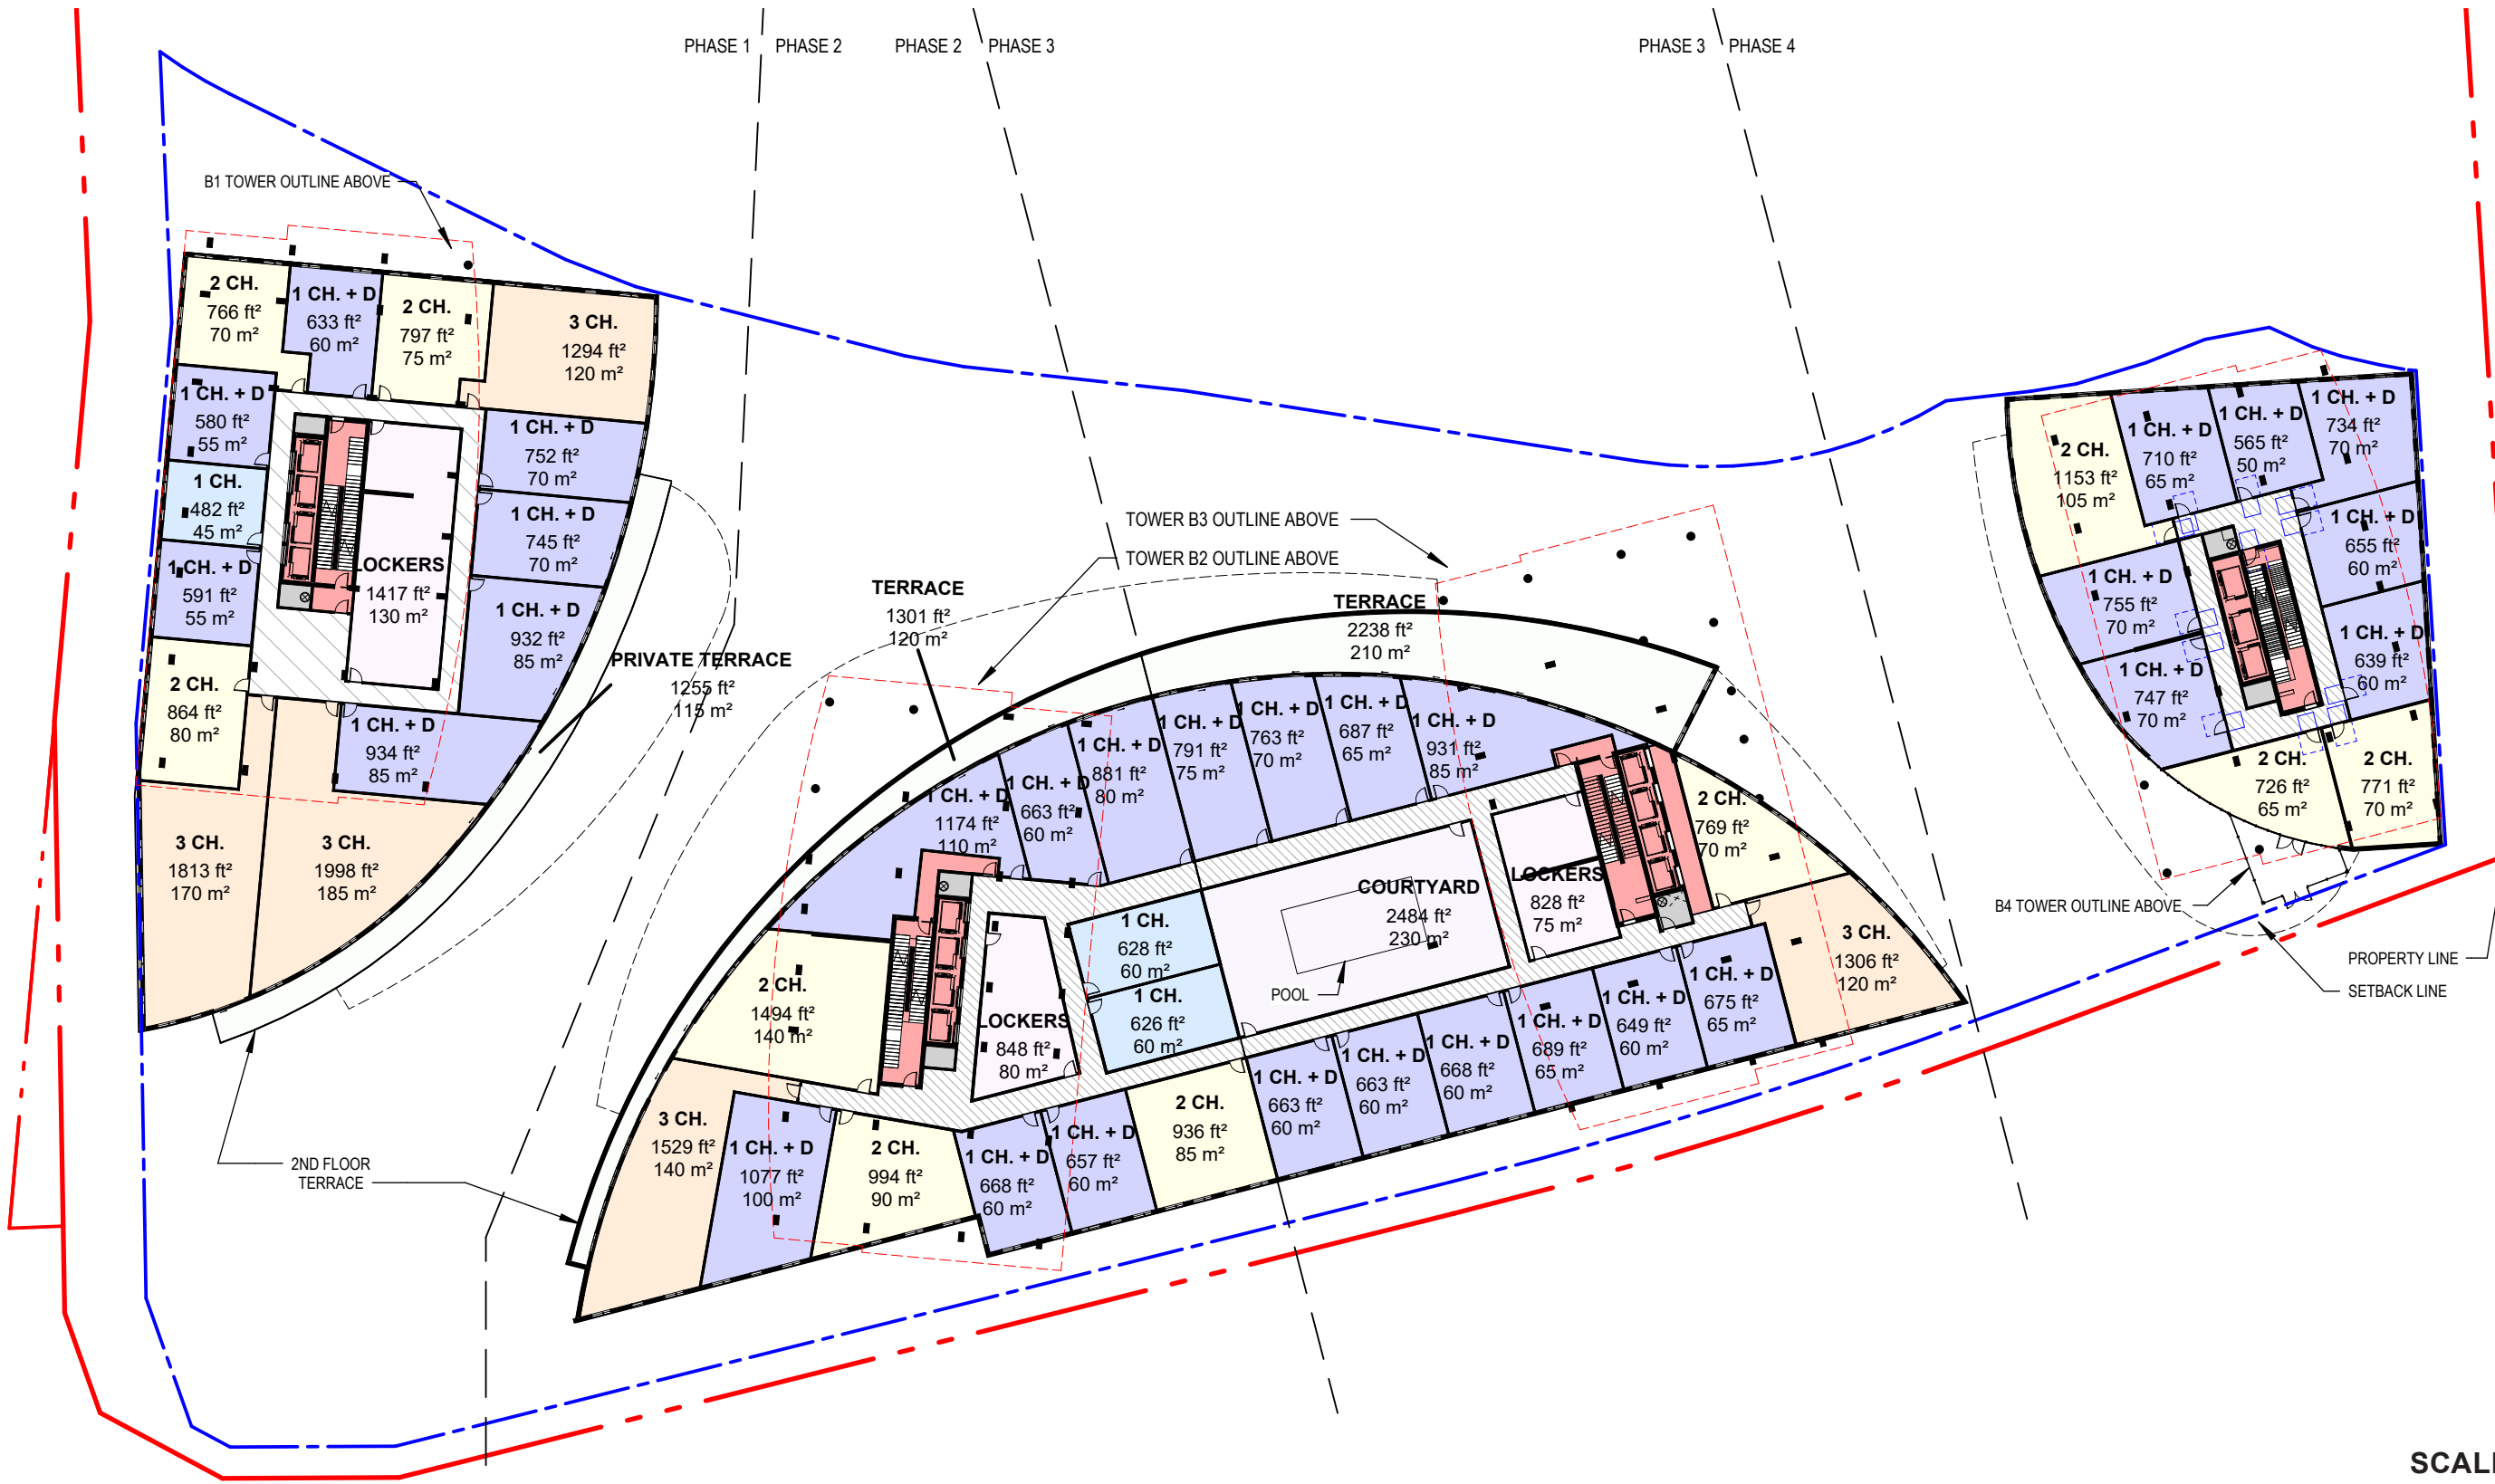 PHASE 1
PHASE 2
PHASE 2
PHASE 3
PHASE 3
PHASE 4
B1 TOWER OUTLINE ABOVE
2 CH.
766 ft²
70 m²
1 CH. + D
633 ft²
60 m²
2 CH.
797 ft²
75 m²
3 CH.
1294 ft²
120 m²
1 CH. + D
580 ft²
55 m²
1 CH. + D
752 ft²
70 m²
1 CH.
482 ft²
45 m²
1 CH. + D
745 ft²
70 m²
LOCKERS
1417 ft²
130 m²
1 CH. + D
591 ft²
55 m²
1 CH. + D
932 ft²
85 m²
PRIVATE TERRACE
1255 ft²
115 m²
2 CH.
864 ft²
80 m²
1 CH. + D
934 ft²
85 m²
3 CH.
1813 ft²
170 m²
3 CH.
1998 ft²
185 m²
2ND FLOOR
TERRACE
TOWER B3 OUTLINE ABOVE
TOWER B2 OUTLINE ABOVE
TERRACE
1301 ft²
120 m²
TERRACE
2238 ft²
210 m²
1 CH. + D
1174 ft²
110 m²
1 CH. + D
663 ft²
60 m²
1 CH. + D
881 ft²
80 m²
1 CH. + D
791 ft²
75 m²
1 CH. + D
763 ft²
70 m²
1 CH. + D
687 ft²
65 m²
1 CH. + D
931 ft²
85 m²
2 CH.
769 ft²
70 m²
3 CH.
1306 ft²
120 m²
LOCKERS
828 ft²
75 m²
COURTYARD
2484 ft²
230 m²
POOL
1 CH.
628 ft²
60 m²
1 CH.
626 ft²
60 m²
LOCKERS
848 ft²
80 m²
2 CH.
1494 ft²
140 m²
3 CH.
1529 ft²
140 m²
1 CH. + D
1077 ft²
100 m²
2 CH.
994 ft²
90 m²
1 CH. + D
668 ft²
60 m²
1 CH. + D
657 ft²
60 m²
2 CH.
936 ft²
85 m²
1 CH. + D
663 ft²
60 m²
1 CH. + D
663 ft²
60 m²
1 CH. + D
668 ft²
60 m²
1 CH. + D
689 ft²
65 m²
1 CH. + D
649 ft²
60 m²
1 CH. + D
675 ft²
65 m²
2 CH.
1153 ft²
105 m²
1 CH. + D
710 ft²
65 m²
1 CH. + D
565 ft²
50 m²
1 CH. + D
734 ft²
70 m²
1 CH. + D
655 ft²
60 m²
1 CH. + D
755 ft²
70 m²
1 CH. + D
639 ft²
60 m²
1 CH. + D
747 ft²
70 m²
2 CH.
726 ft²
65 m²
2 CH.
771 ft²
70 m²
B4 TOWER OUTLINE ABOVE
PROPERTY LINE
SETBACK LINE